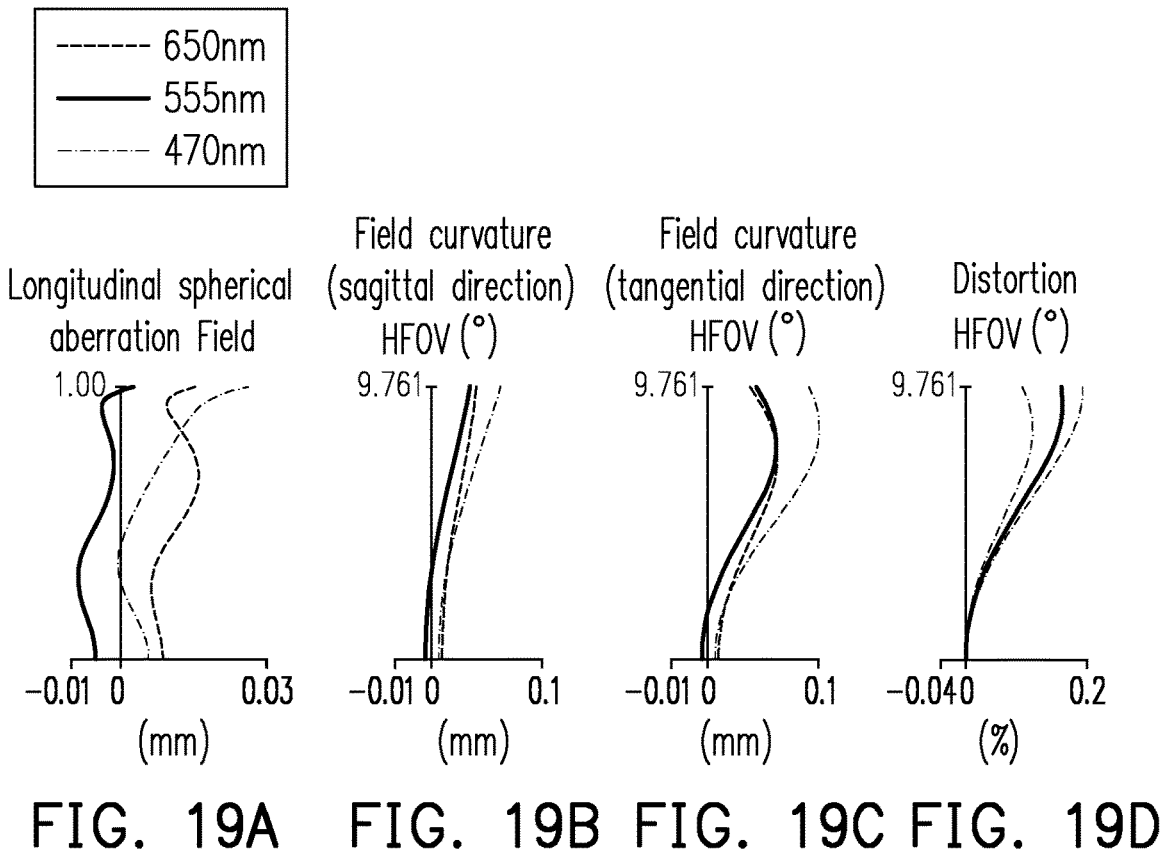 650nm
555nm
470nm
Longitudinal spherical
aberration Field
1.00
-0.01 0 0.03
(mm)
FIG. 19A
Field curvature
(sagittal direction)
HFOV (°)
9.761
-0.01 0 0.1
(mm)
FIG. 19B
Field curvature
(tangential direction)
HFOV (°)
9.761
-0.01 0 0.1
(mm)
FIG. 19C
Distortion
HFOV (°)
9.761
-0.04 0 0.2
(%)
FIG. 19D